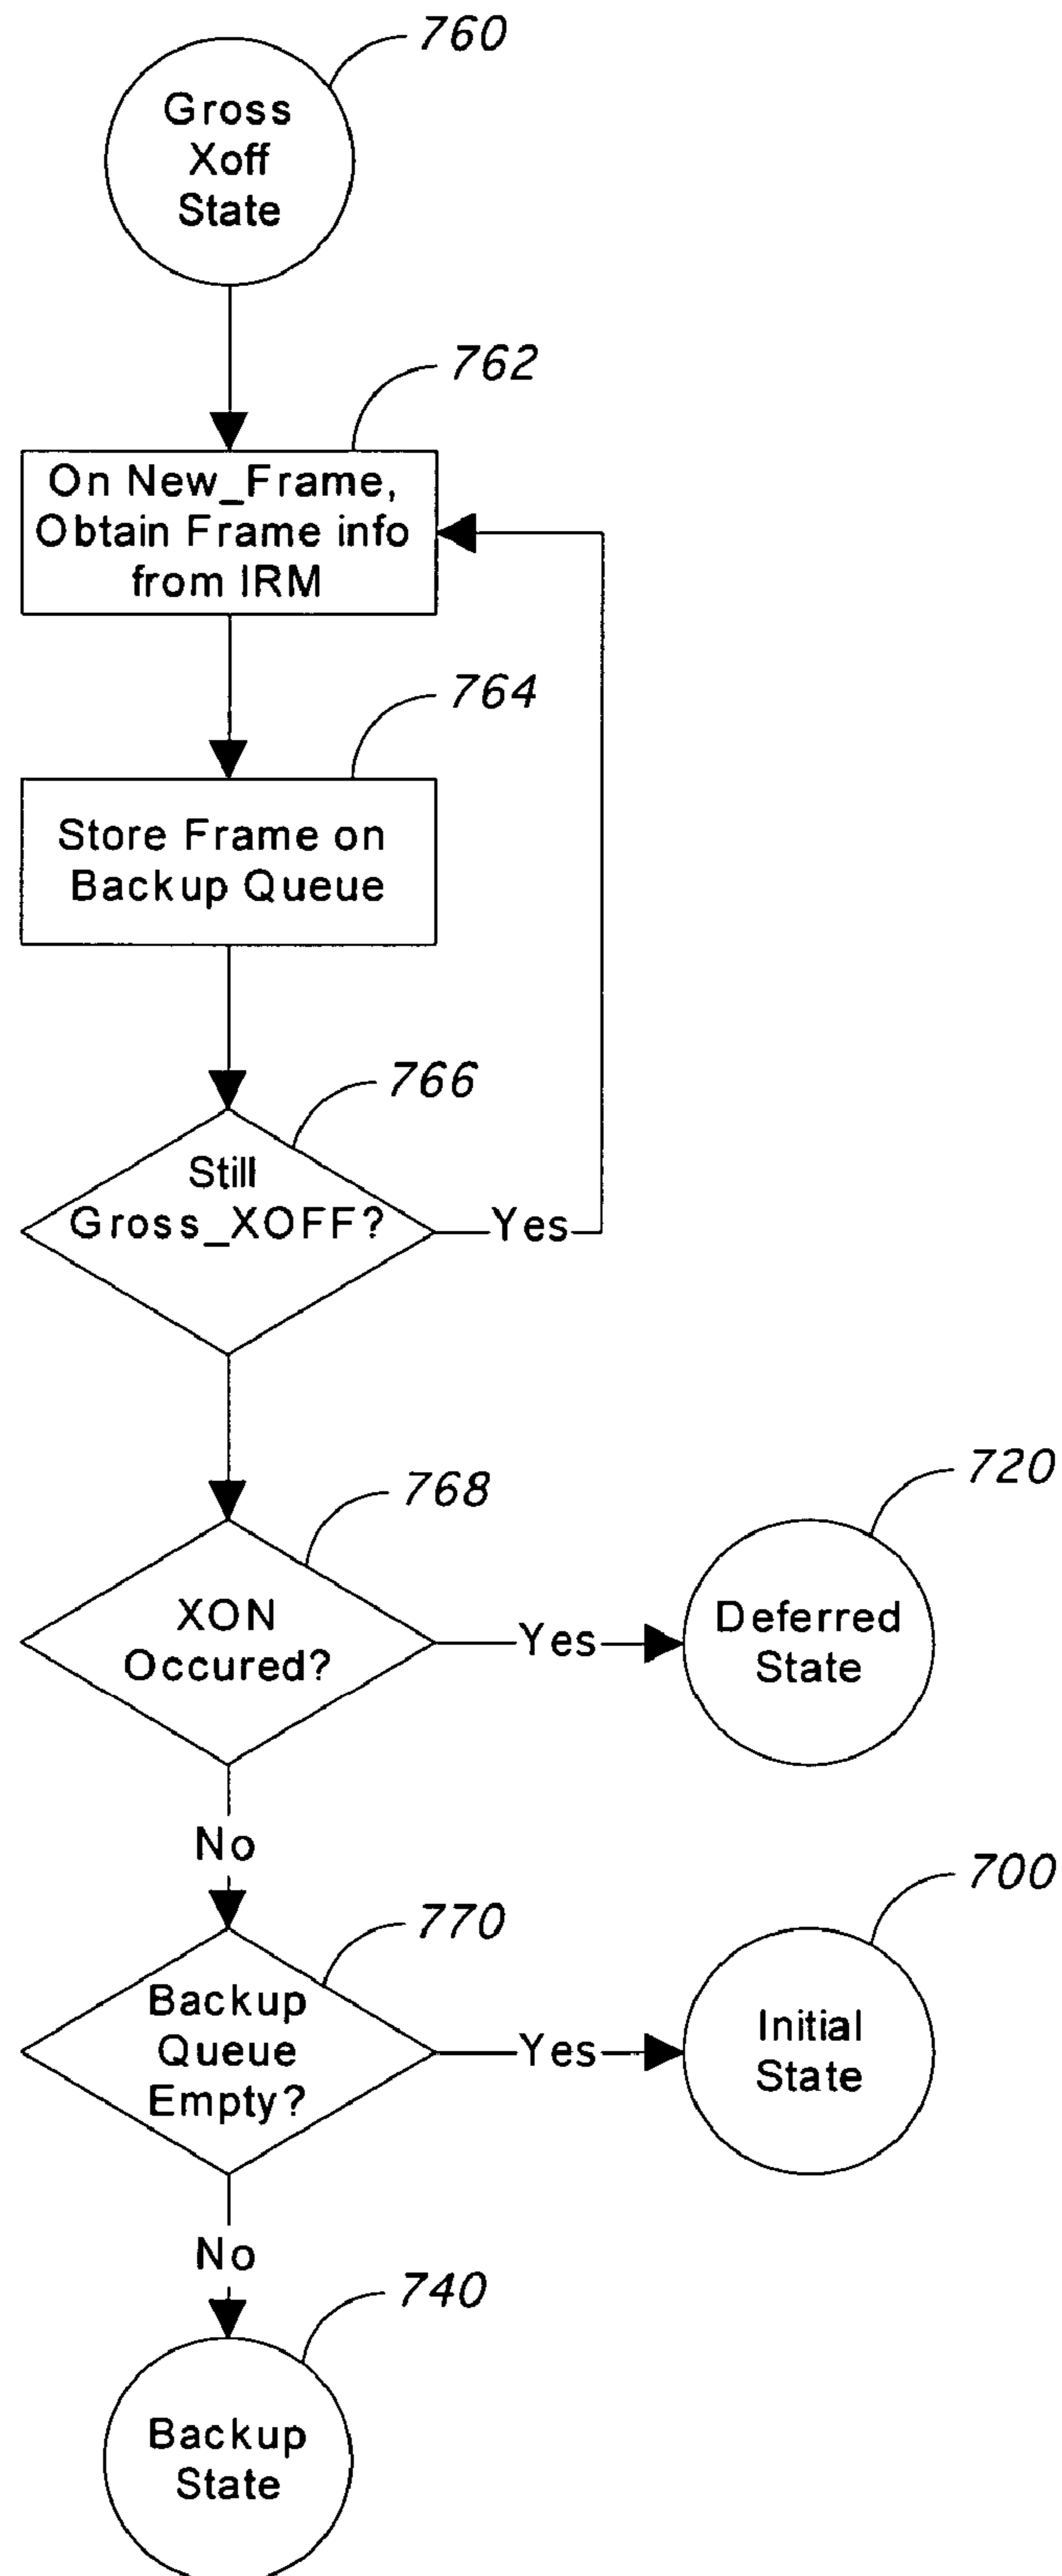 760
Gross
Xoff
State
762
On New_Frame,
Obtain Frame info
from IRM
764
Store Frame on
Backup Queue
766
Still
Gross_XOFF?
Yes
768
720
XON
Occured?
Yes
Deferred
State
No
700
770
Backup
Queue
Empty?
Yes
Initial
State
No
740
Backup
State